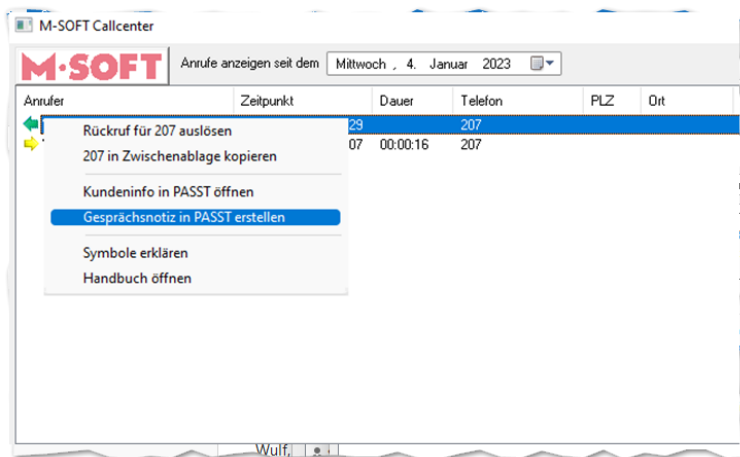 M-SOFT Callcenter
M·SOFT Anrufe anzeigen seit dem Mittwoch , 4. Januar 2023
Anrufer Zeitpunkt Dauer Telefon PLZ Ort
29 207
07 00:00:16 207
Rückruf für 207 auslösen
207 in Zwischenablage kopieren
Kundeninfo in PASST öffnen
Gesprächsnotiz in PASST erstellen
Symbole erklären
Handbuch öffnen
Wulf,